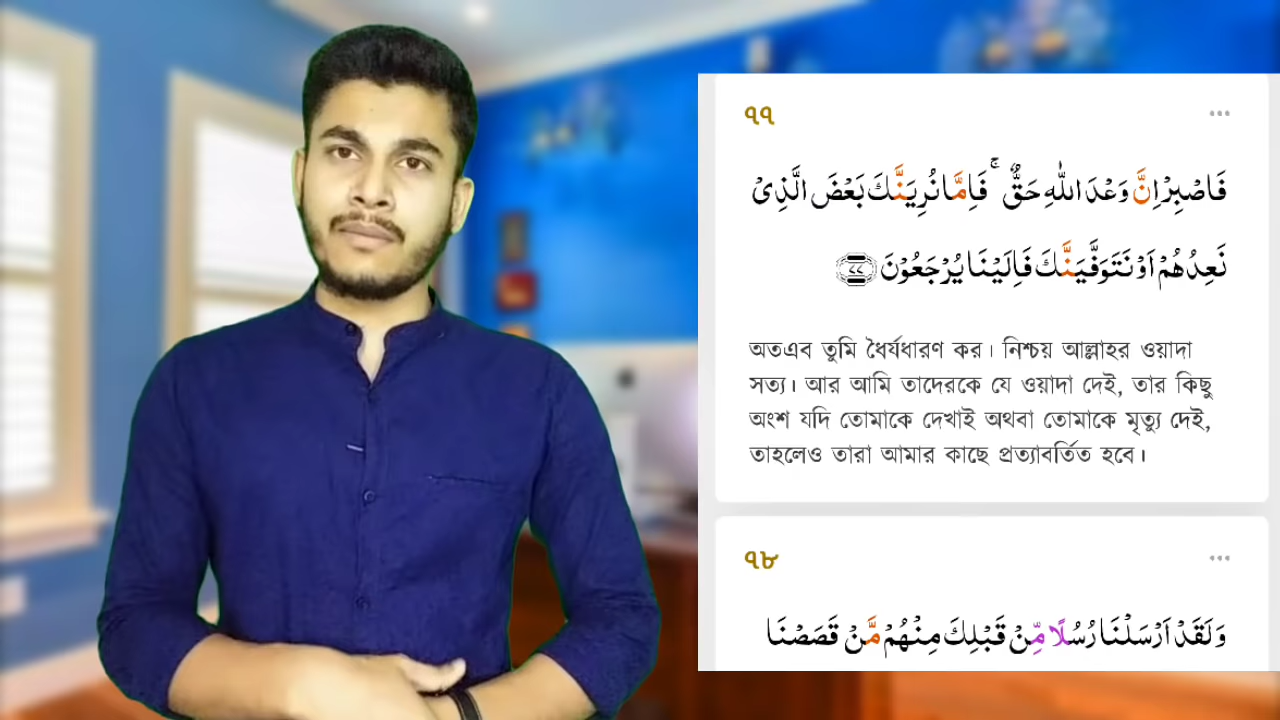 ৭৭
فَاصْبِرْ اِنَّ وَعْدَ اللّٰهِ حَقٌّ ۚ فَاِمَّا نُرِيَنَّكَ بَعْضَ الَّذِىْ
نَعِدُهُمْ اَوْ نَتَوَفَّيَنَّكَ فَاِلَيْنَا يُرْجَعُوْنَ ﴿٧٧﴾
অতএব তুমি ধৈর্যধারণ কর। নিশ্চয় আল্লাহর ওয়াদা
সত্য। আর আমি তাদেরকে যে ওয়াদা দেই, তার কিছু
অংশ যদি তোমাকে দেখাই অথবা তোমাকে মৃত্যু দেই,
তাহলেও তারা আমার কাছে প্রত্যাবর্তিত হবে।
৭৮
وَلَقَدْ اَرْسَلْنَا رُسُلًا مِّنْ قَبْلِكَ مِنْهُمْ مَّنْ قَصَصْنَا